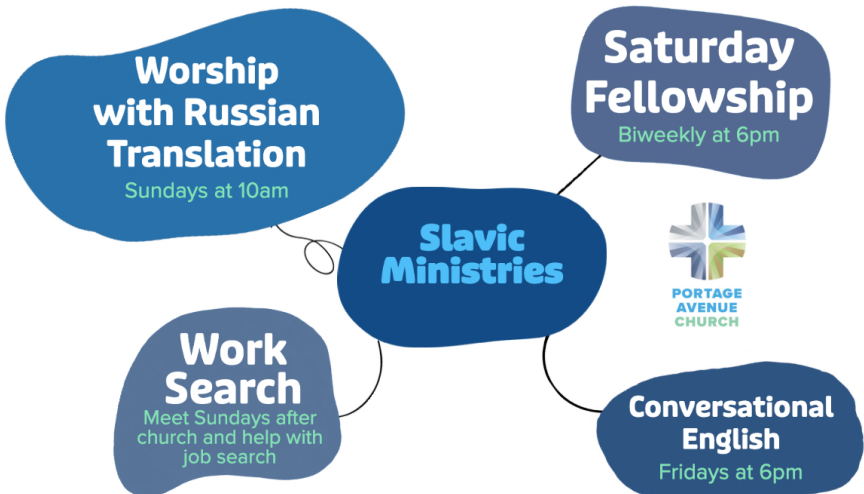 Worship
with Russian
Translation
Sundays at 10am
Saturday
Fellowship
Biweekly at 6pm
Slavic
Ministries
PORTAGE
AVENUE
CHURCH
Work
Search
Meet Sundays after
church and help with
job search
Conversational
English
Fridays at 6pm